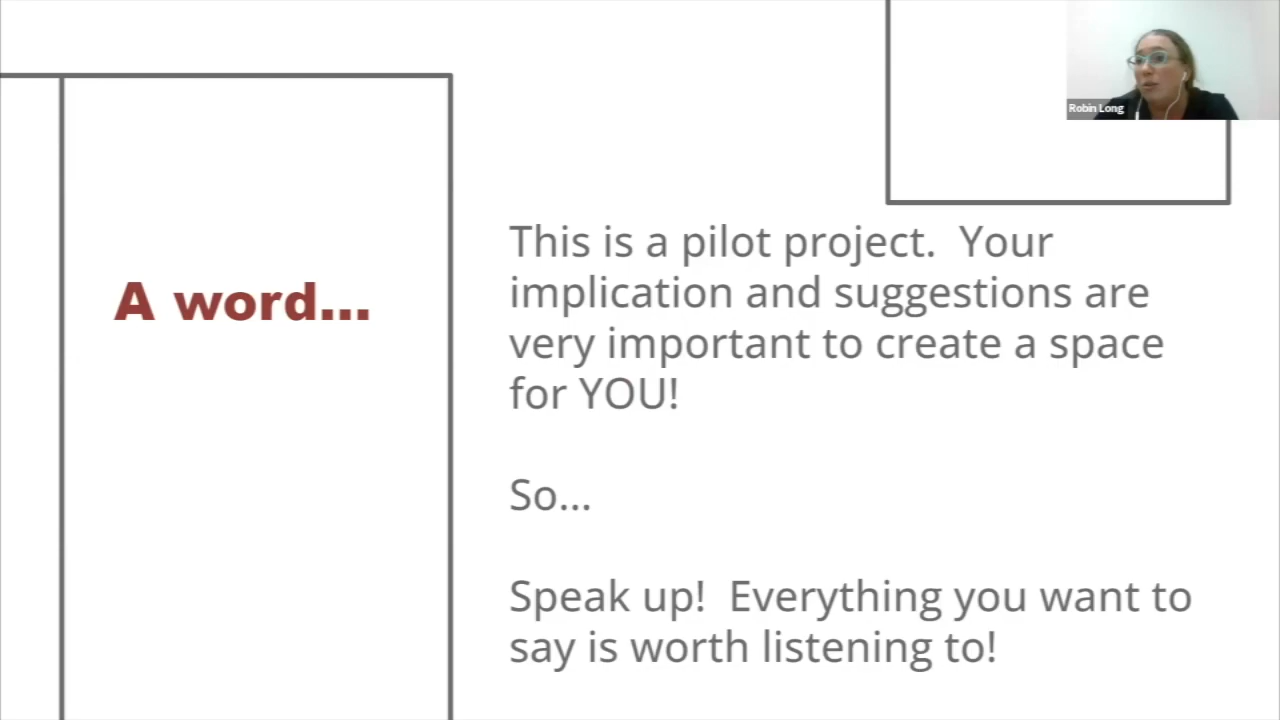 Robin Long
A word...
This is a pilot project.  Your
implication and suggestions are
very important to create a space
for YOU!
So...
Speak up!  Everything you want to
say is worth listening to!